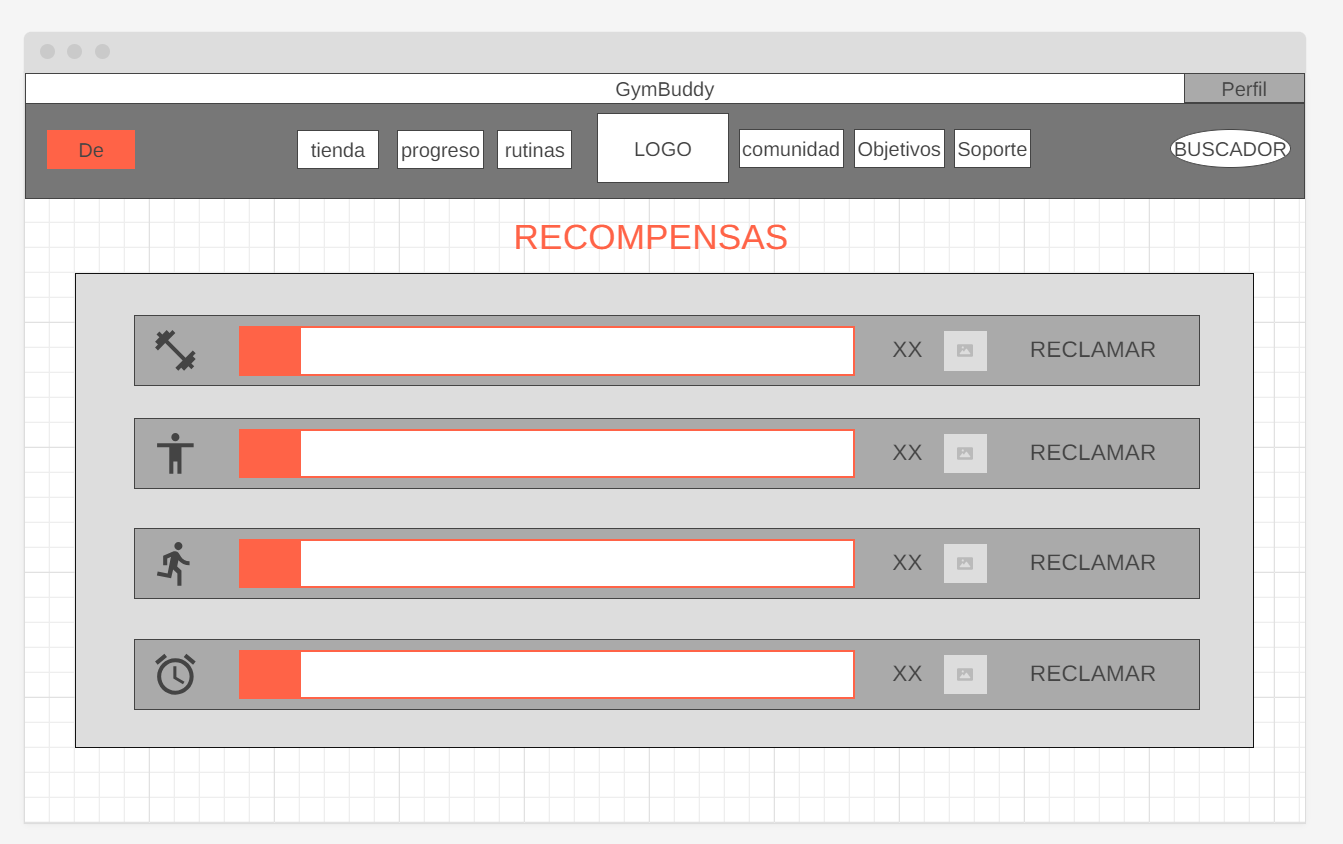 GymBuddy
Perfil
De
tienda
progreso
rutinas
LOGO
comunidad
Objetivos
Soporte
BUSCADOR
RECOMPENSAS
XX
RECLAMAR
XX
RECLAMAR
XX
RECLAMAR
XX
RECLAMAR